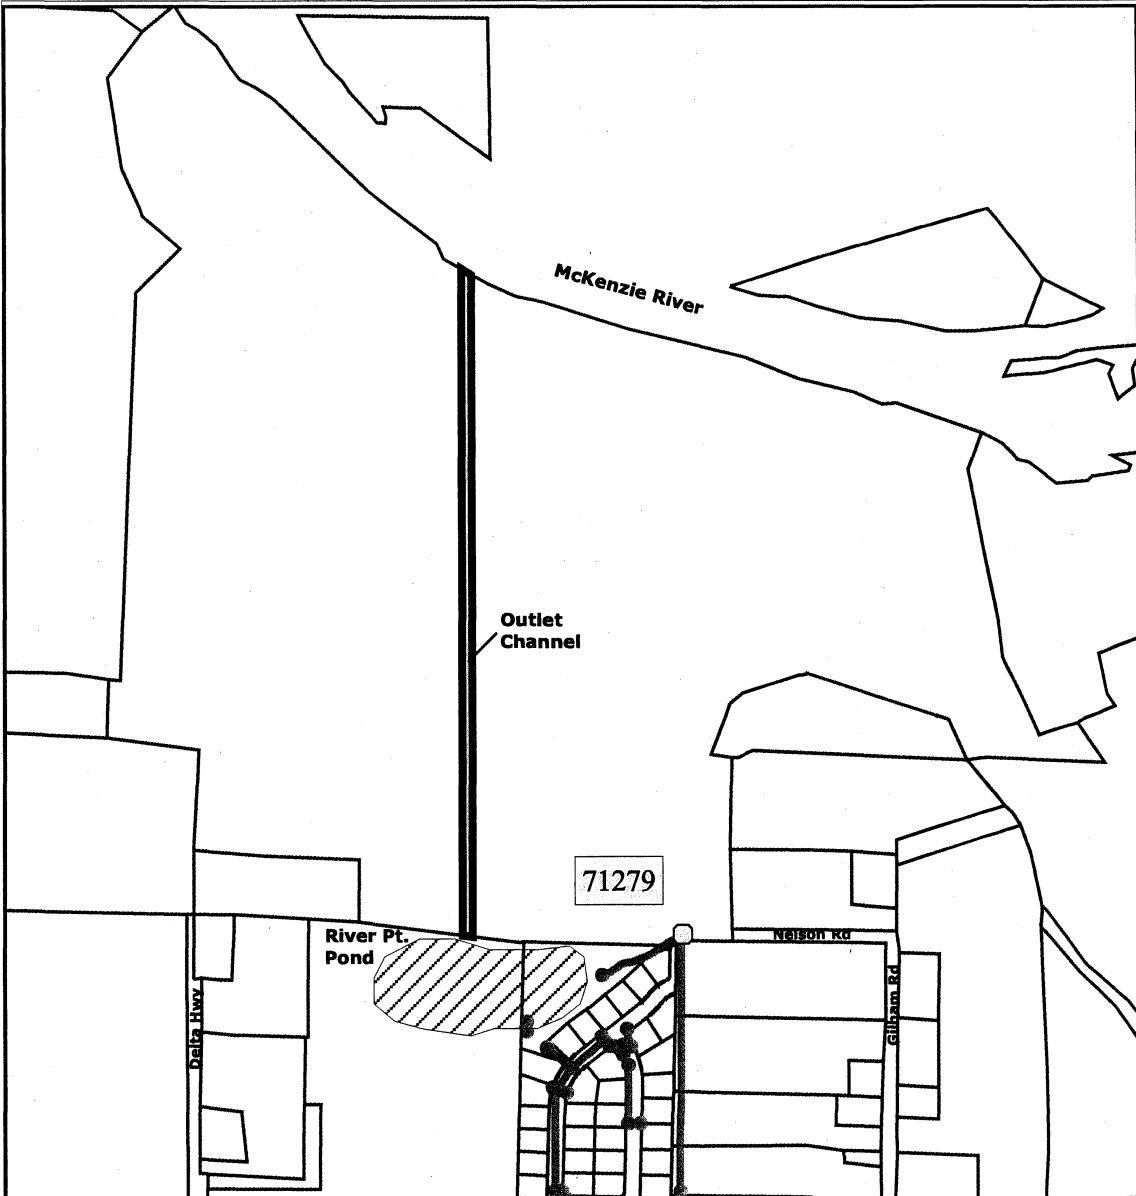 McKenzie River
Outlet
Channel
71279
River Pt.
Pond
Nelson Rd
Delta Hwy
Gilham Rd